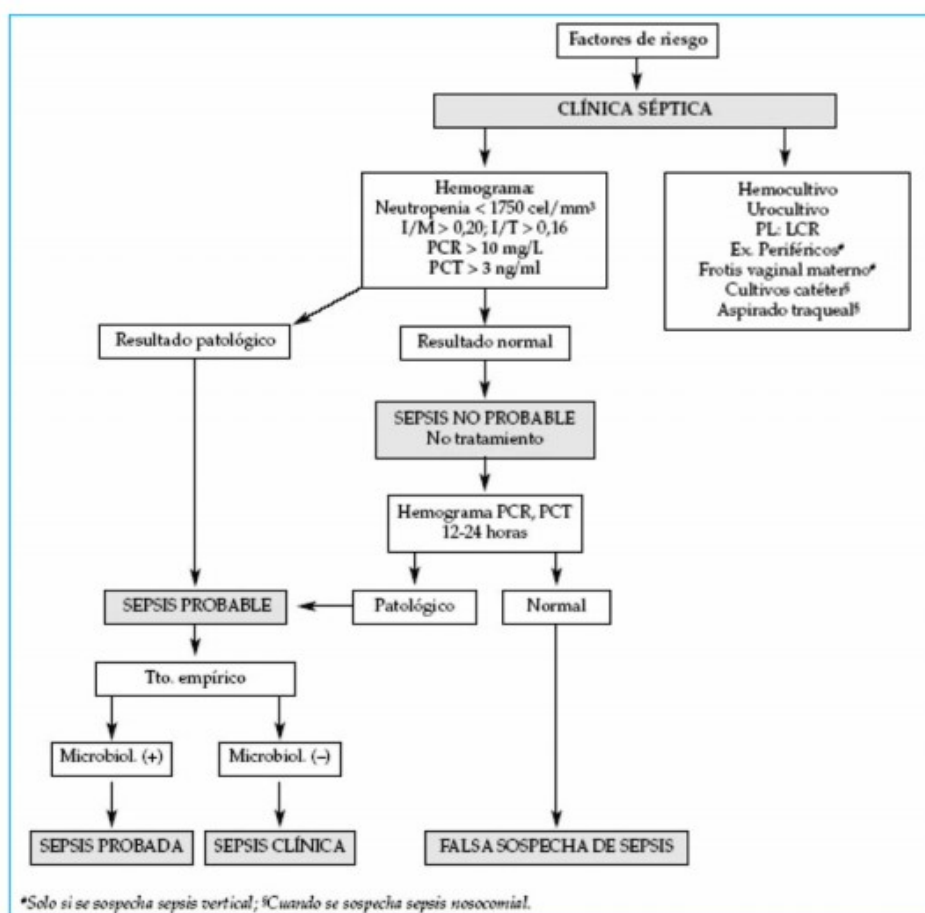 Factores de riesgo
CLÍNICA SÉPTICA
Hemograma:
Neutropenia < 1750 cel/mm³
I/M > 0,20; I/T > 0,16
PCR > 10 mg/L
PCT > 3 ng/ml
Hemocultivo
Urocultivo
PL: LCR
Ex. Periféricos#
Frotis vaginal materno#
Cultivos catéter§
Aspirado traqueal§
Resultado patológico
Resultado normal
SEPSIS NO PROBABLE
No tratamiento
Hemograma PCR, PCT
12-24 horas
SEPSIS PROBABLE
Patológico
Normal
Tto. empírico
Microbiol. (+)
Microbiol. (–)
SEPSIS PROBADA
SEPSIS CLÍNICA
FALSA SOSPECHA DE SEPSIS
#Solo si se sospecha sepsis vertical; §Cuando se sospecha sepsis nosocomial.